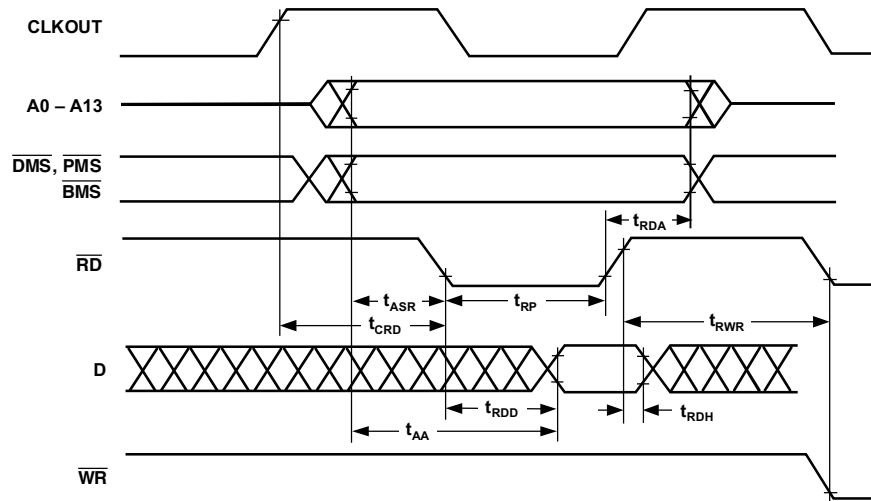 CLKOUT
A0 – A13
DMS, PMS
BMS
tRDA
RD
tASR
tRP
tCRD
tRWR
D
tRDD
tRDH
tAA
WR